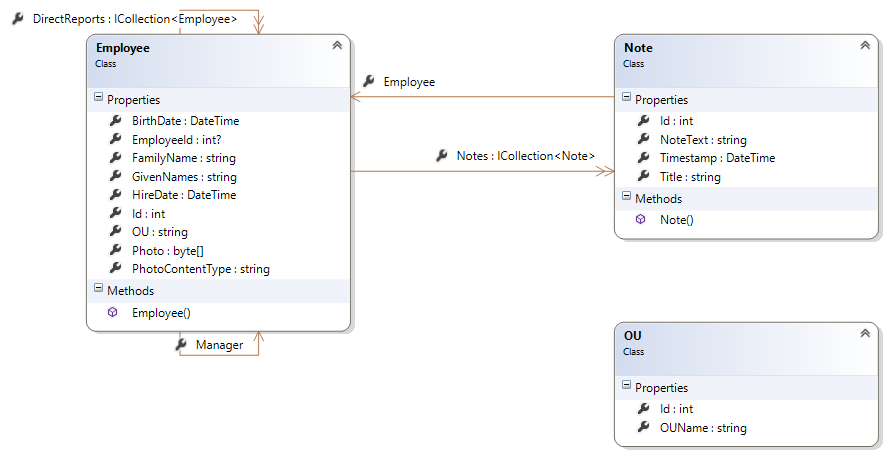 DirectReports : ICollection<Employee>
Employee
Class
Properties
BirthDate : DateTime
EmployeeId : int?
FamilyName : string
GivenNames : string
HireDate : DateTime
Id : int
OU : string
Photo : byte[]
PhotoContentType : string
Methods
Employee()
Manager
Employee
Notes : ICollection<Note>
Note
Class
Properties
Id : int
NoteText : string
Timestamp : DateTime
Title : string
Methods
Note()
OU
Class
Properties
Id : int
OUName : string